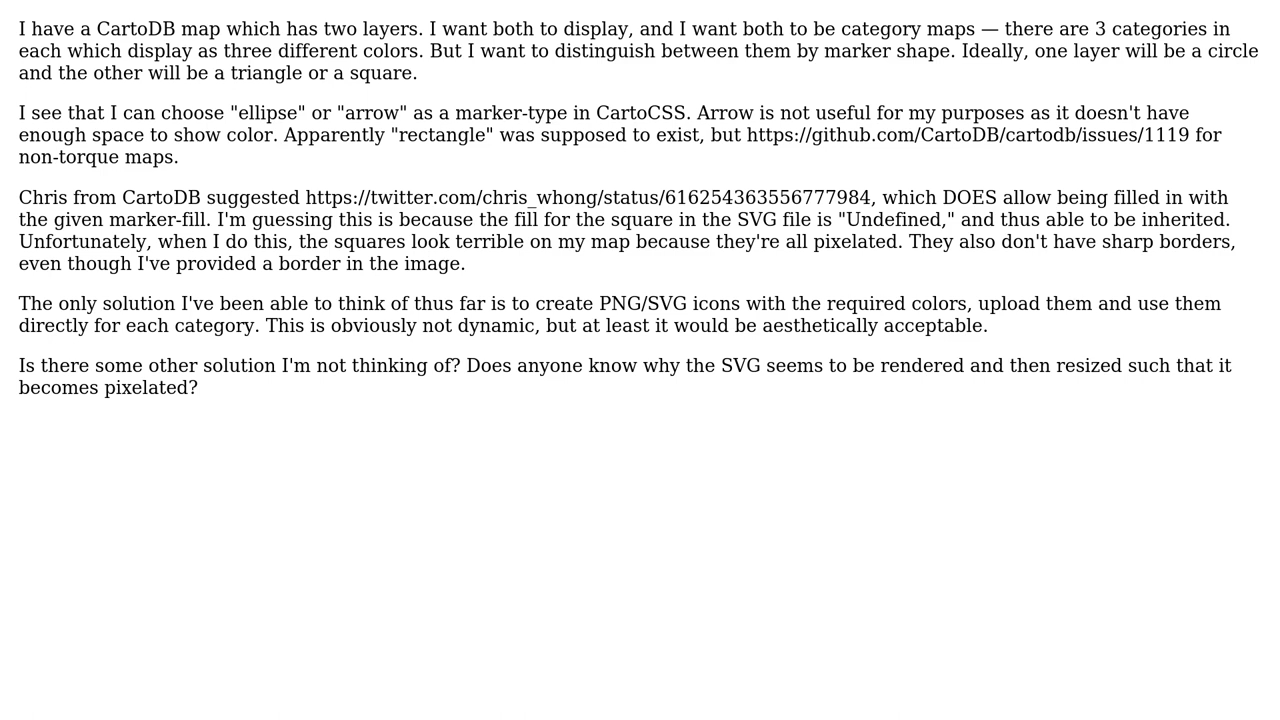 I have a CartoDB map which has two layers. I want both to display, and I want both to be category maps — there are 3 categories in
each which display as three different colors. But I want to distinguish between them by marker shape. Ideally, one layer will be a circle
and the other will be a triangle or a square.
I see that I can choose "ellipse" or "arrow" as a marker-type in CartoCSS. Arrow is not useful for my purposes as it doesn't have
enough space to show color. Apparently "rectangle" was supposed to exist, but https://github.com/CartoDB/cartodb/issues/1119 for
non-torque maps.
Chris from CartoDB suggested https://twitter.com/chris_whong/status/616254363556777984, which DOES allow being filled in with
the given marker-fill. I'm guessing this is because the fill for the square in the SVG file is "Undefined," and thus able to be inherited.
Unfortunately, when I do this, the squares look terrible on my map because they're all pixelated. They also don't have sharp borders,
even though I've provided a border in the image.
The only solution I've been able to think of thus far is to create PNG/SVG icons with the required colors, upload them and use them
directly for each category. This is obviously not dynamic, but at least it would be aesthetically acceptable.
Is there some other solution I'm not thinking of? Does anyone know why the SVG seems to be rendered and then resized such that it
becomes pixelated?